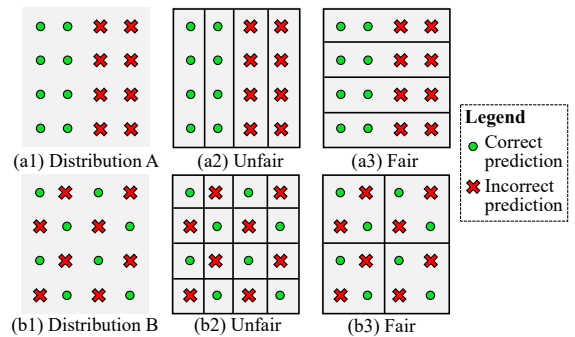 (a1) Distribution A
(a2) Unfair
(a3) Fair
Legend
Correct
prediction
Incorrect
prediction
(b1) Distribution B
(b2) Unfair
(b3) Fair